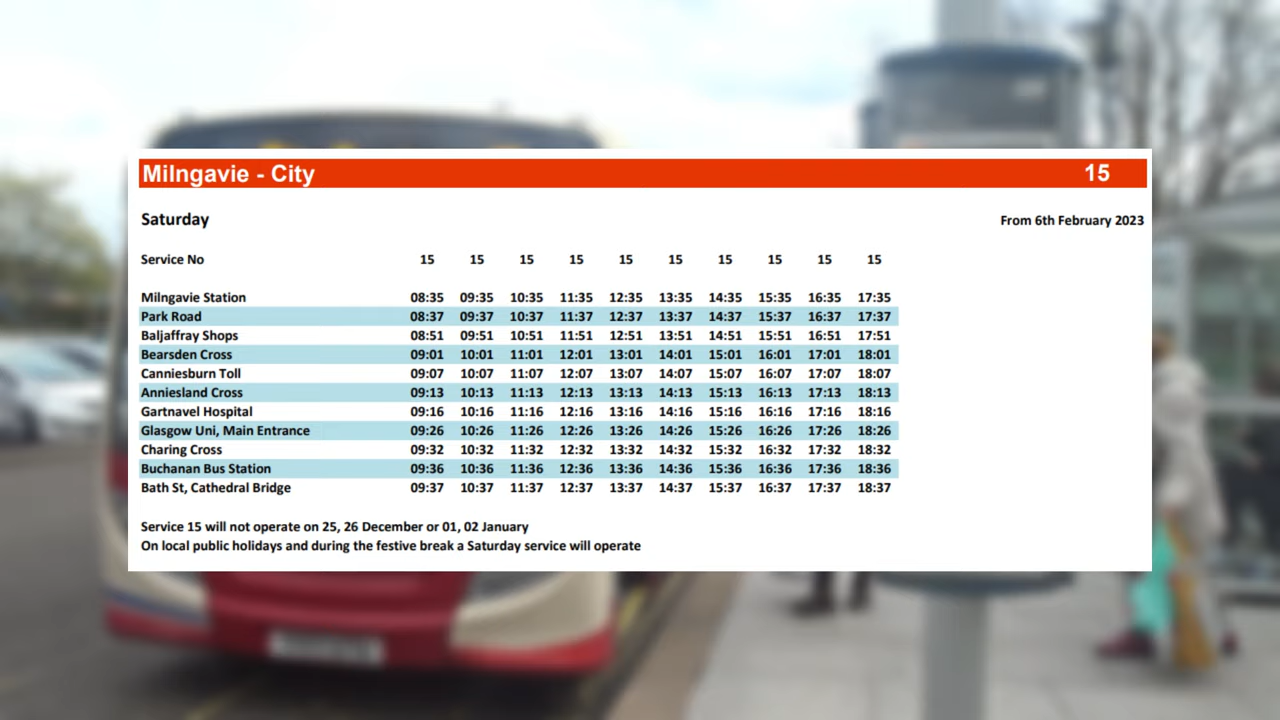 Milngavie - City 15
Saturday From 6th February 2023
Service No 15 15 15 15 15 15 15 15 15 15
Milngavie Station 08:35 09:35 10:35 11:35 12:35 13:35 14:35 15:35 16:35 17:35
Park Road 08:37 09:37 10:37 11:37 12:37 13:37 14:37 15:37 16:37 17:37
Baljaffray Shops 08:51 09:51 10:51 11:51 12:51 13:51 14:51 15:51 16:51 17:51
Bearsden Cross 09:01 10:01 11:01 12:01 13:01 14:01 15:01 16:01 17:01 18:01
Canniesburn Toll 09:07 10:07 11:07 12:07 13:07 14:07 15:07 16:07 17:07 18:07
Anniesland Cross 09:13 10:13 11:13 12:13 13:13 14:13 15:13 16:13 17:13 18:13
Gartnavel Hospital 09:16 10:16 11:16 12:16 13:16 14:16 15:16 16:16 17:16 18:16
Glasgow Uni, Main Entrance 09:26 10:26 11:26 12:26 13:26 14:26 15:26 16:26 17:26 18:26
Charing Cross 09:32 10:32 11:32 12:32 13:32 14:32 15:32 16:32 17:32 18:32
Buchanan Bus Station 09:36 10:36 11:36 12:36 13:36 14:36 15:36 16:36 17:36 18:36
Bath St, Cathedral Bridge 09:37 10:37 11:37 12:37 13:37 14:37 15:37 16:37 17:37 18:37
Service 15 will not operate on 25, 26 December or 01, 02 January
On local public holidays and during the festive break a Saturday service will operate